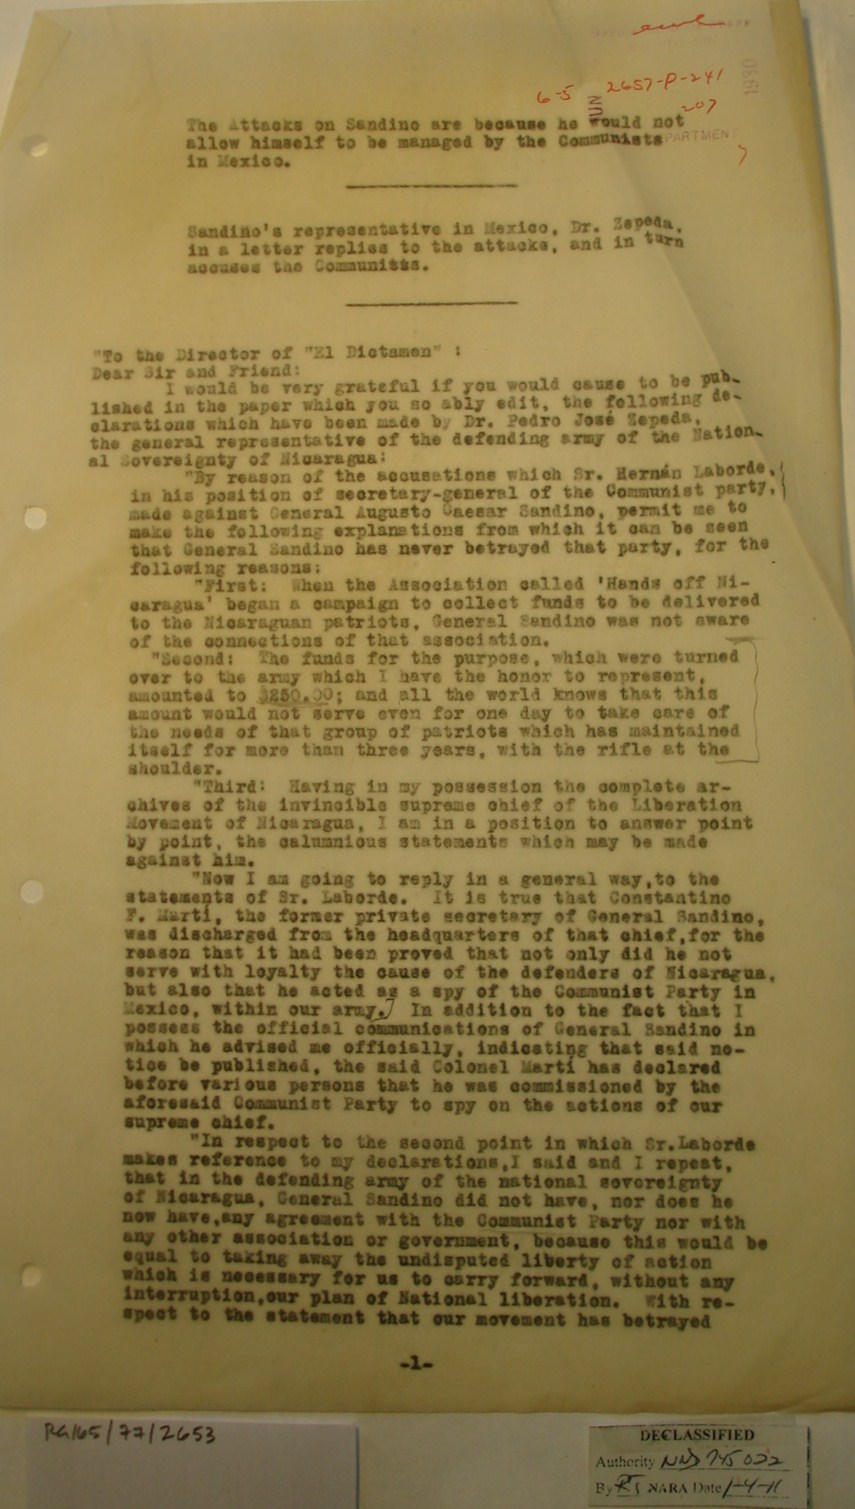 6-5 2657-P-241
207
1930
The Attacks on Sandino are because he would not
allow himself to be managed by the Communists
in Mexico.
Sandino's representative in Mexico, Dr. Zepeda,
in a letter replies to the attacks, and in turn
accuses the Communitts.
"To the Director of "El Dictamen" :
Dear Sir and Friend:
I would be very grateful if you would cause to be pub-
lished in the paper which you so ably edit, the following de-
clarations which have been made by Dr. Pedro José Zepeda,
the general representative of the defending army of the Nation-
al Sovereignty of Nicaragua:
"By reason of the accusations which Sr. Hernán Laborde,
in his position of secretary-general of the Communist party,
made against General Augusto Caesar Sandino, permit me to
make the following explanations from which it can be seen
that General Sandino has never betrayed that party, for the
following reasons:
"First: When the Association called 'Hands off Ni-
caragua' began a campaign to collect funds to be delivered
to the Nicaraguan patriots, General Sandino was not aware
of the connections of that association.
"Second: The funds for the purpose, which were turned
over to the army which I have the honor to represent,
amounted to $250.00; and all the world knows that this
amount would not serve even for one day to take care of
the needs of that group of patriots which has maintained
itself for more than three years, with the rifle at the
shoulder.
"Third: Having in my possession the complete ar-
chives of the invincible supreme chief of the Liberation
Movement of Nicaragua, I am in a position to answer point
by point, the calumnious statements which may be made
against him.
"Now I am going to reply in a general way,to the
statements of Sr. Laborde. It is true that Constantino
F. Martí, the former private secretary of General Sandino,
was discharged from the headquarters of that chief,for the
reason that it had been proved that not only did he not
serve with loyalty the cause of the defenders of Nicaragua,
but also that he acted as a spy of the Communist Party in
Mexico, within our army. In addition to the fact that I
possess the official communications of General Sandino in
which he advised me officially, indicating that said no-
tice be published, the said Colonel Martí has declared
before various persons that he was commissioned by the
aforesaid Communist Party to spy on the actions of our
supreme chief.
"In respect to the second point in which Sr.Laborde
makes reference to my declarations,I said and I repeat,
that in the defending army of the national sovereignty
of Nicaragua, General Sandino did not have, nor does he
now have,any agreement with the Communist Party nor with
any other association or government, because this would be
equal to taking away the undisputed liberty of action
which is necessary for us to carry forward, without any
interruption,our plan of National liberation. With re-
spect to the statement that our movement has betrayed
-1-
RG165/77/2653
DECLASSIFIED
Authority NND 745022
By RT NARA Date 1-4-11